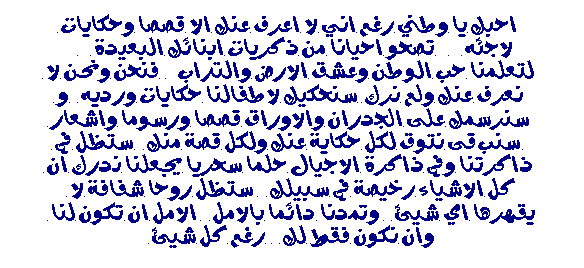 احبك يا وطني رغم اني لا اعرف عنك الا قصصا وحكايات
لاجئه تصحو احيانا من ذكريات ابنائك البعيدة
لتعلمنا حب الوطن وعشق الارض والتراب فنحن ونحن لا
نعرف عنك ولم نرك سنحكيك لاطفالنا حكايات ورديه و
سنرسمك على الجدران والاوراق قصصا ورسوما واشعار
سنبقى نتوق لكل حكاية عنك ولكل قصة منك ستظل في
ذاكرتنا وفي ذاكرة الاجيال حلما سحريا يجعلنا ندرك أن
كل الاشياء رخيصة في سبيلك ستظل روحا شفافة لا
يقهرها اي شيئ وتمدنا دائما بالامل الامل ان تكون لنا
وأن نكون فقط لك رغم كل شيئ